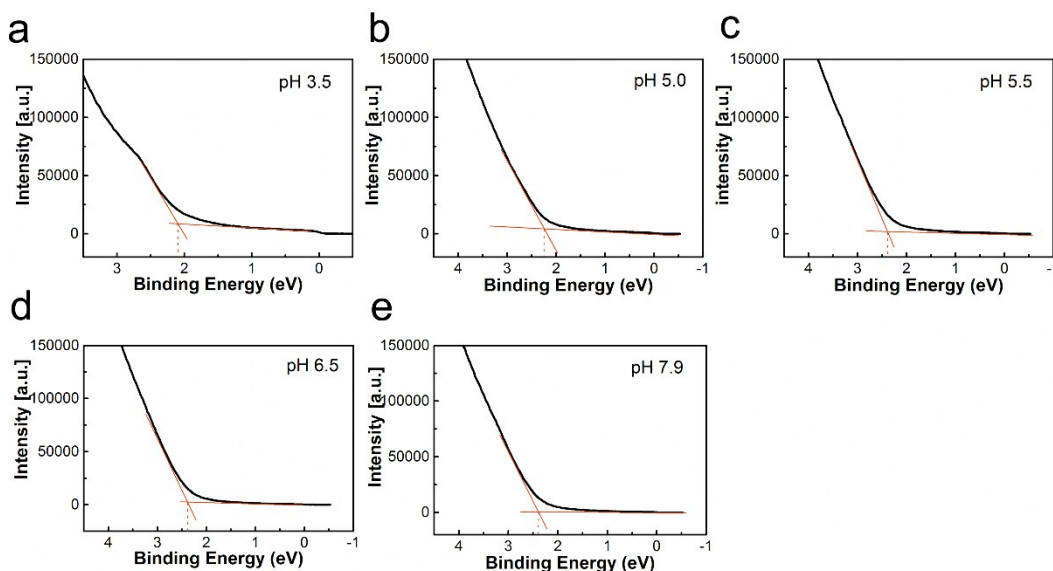 a
b
c
150000
pH 3.5
100000
50000
0
Intensity [a.u.]
3
2
1
0
Binding Energy (eV)
150000
pH 5.0
100000
50000
0
Intensity [a.u.]
4
3
2
1
0
-1
Binding Energy (eV)
150000
pH 5.5
100000
50000
0
intensity [a.u.]
4
3
2
1
0
-
Binding Energy (eV)
d
e
150000
pH 6.5
100000
50000
0
Intensity [a.u.]
4
3
2
1
0
-1
Binding Energy (eV)
150000
pH 7.9
100000
50000
0
Intensity [a.u.]
4
3
2
1
0
-1
Binding Energy (eV)